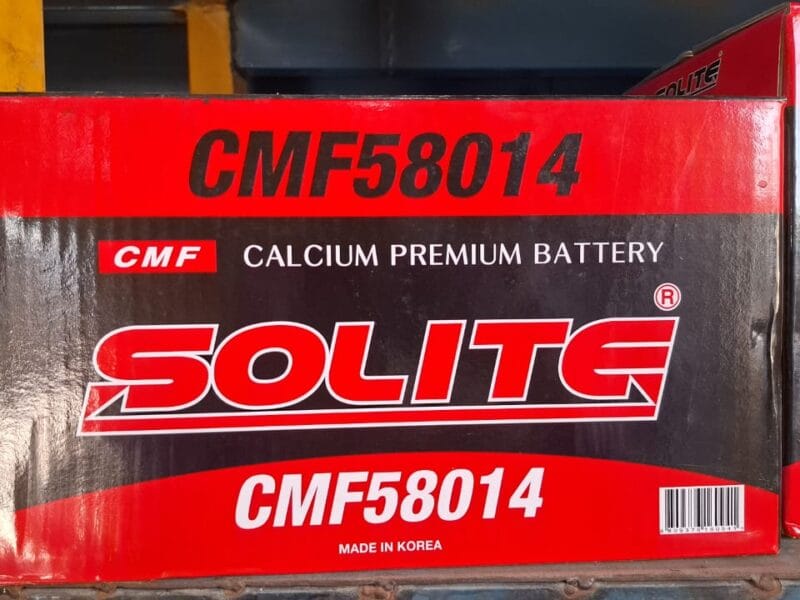 SOLITE
CMF58014
CMF CALCIUM PREMIUM BATTERY
SOLITE®
CMF58014
MADE IN KOREA